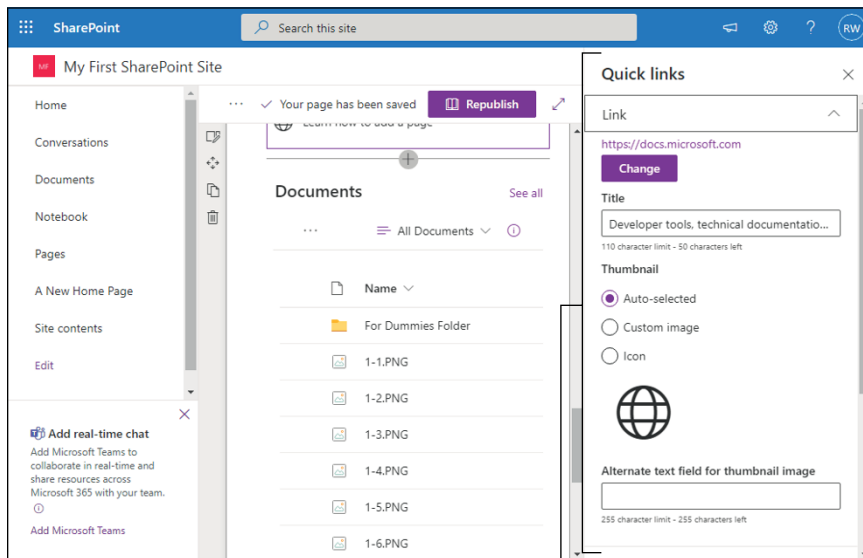 SharePoint
Search this site
RW
MF
My First SharePoint Site
Home
Conversations
Documents
Notebook
Pages
A New Home Page
Site contents
Edit
Add real-time chat
Add Microsoft Teams to
collaborate in real-time and
share resources across
Microsoft 365 with your team.
Add Microsoft Teams
Your page has been saved
Republish
Learn how to add a page
Documents
See all
All Documents
Name
For Dummies Folder
1-1.PNG
1-2.PNG
1-3.PNG
1-4.PNG
1-5.PNG
1-6.PNG
Quick links
Link
https://docs.microsoft.com
Change
Title
Developer tools, technical documentatio...
110 character limit - 50 characters left
Thumbnail
Auto-selected
Custom image
Icon
Alternate text field for thumbnail image
255 character limit - 255 characters left